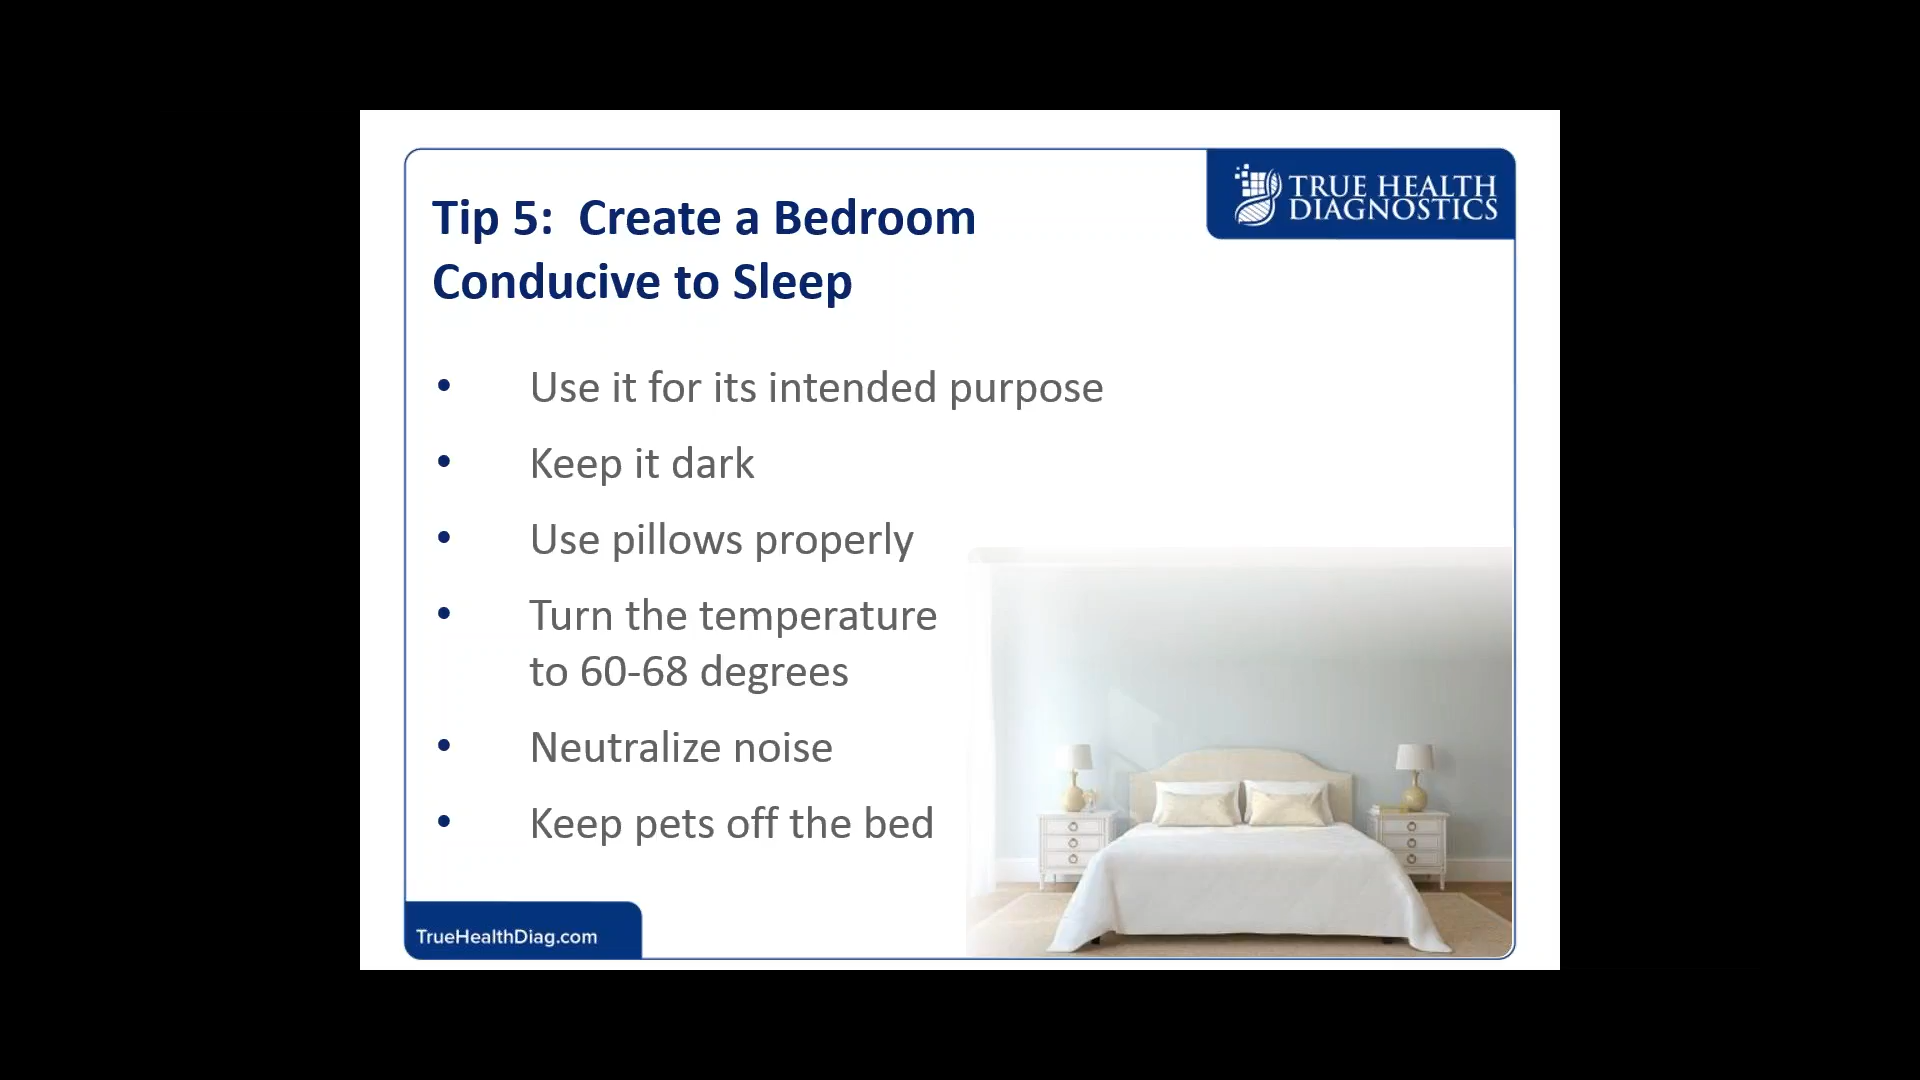 TRUE HEALTH
DIAGNOSTICS
Tip 5:  Create a Bedroom
Conducive to Sleep
• Use it for its intended purpose
• Keep it dark
• Use pillows properly
• Turn the temperature
to 60-68 degrees
• Neutralize noise
• Keep pets off the bed
TrueHealthDiag.com